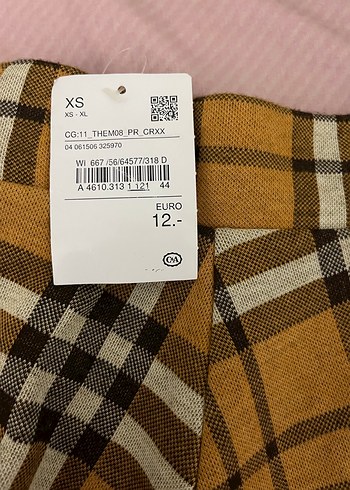 XS
XS - XL
CG:11_THEM08_PR_CRXX
04 061506 325970
WI 667 /56/64577/318 D
A 4610.313 1 121 44
EURO
12.-
C&A